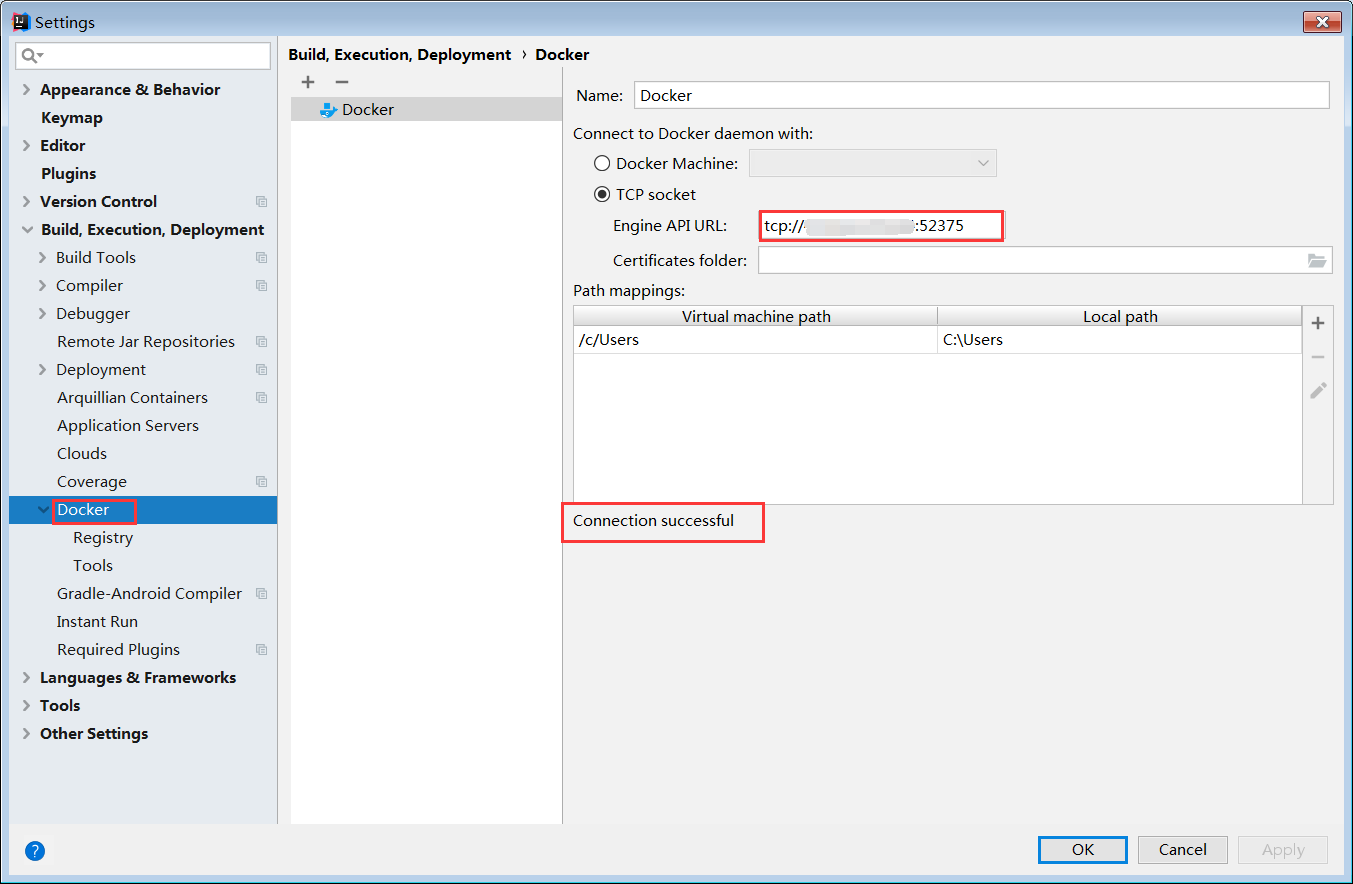 Settings
Build, Execution, Deployment › Docker
Appearance & Behavior
Keymap
Editor
Plugins
Version Control
Build, Execution, Deployment
Build Tools
Compiler
Debugger
Remote Jar Repositories
Deployment
Arquillian Containers
Application Servers
Clouds
Coverage
Docker
Registry
Tools
Gradle-Android Compiler
Instant Run
Required Plugins
Languages & Frameworks
Tools
Other Settings
Docker
Name: Docker
Connect to Docker daemon with:
Docker Machine:
TCP socket
Engine API URL: tcp:// :52375
Certificates folder:
Path mappings:
Virtual machine path Local path
/c/Users C:\Users
Connection successful
? OK Cancel Apply